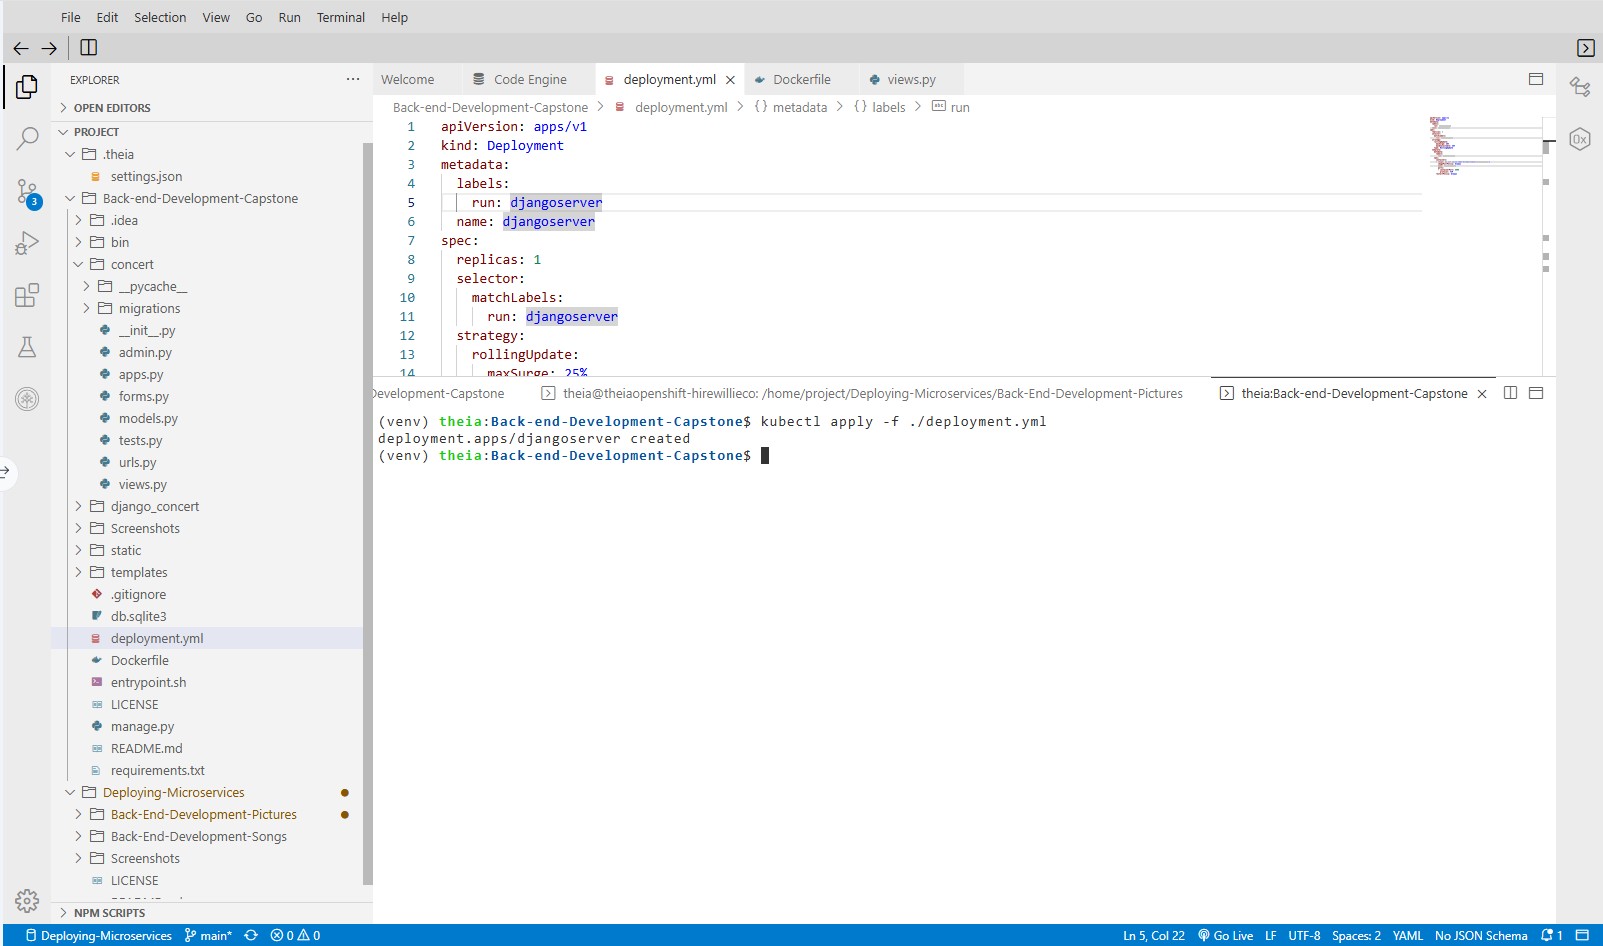 File Edit Selection View Go Run Terminal Help
EXPLORER
OPEN EDITORS
PROJECT
.theia
settings.json
Back-end-Development-Capstone
.idea
bin
concert
__pycache__
migrations
__init__.py
admin.py
apps.py
forms.py
models.py
tests.py
urls.py
views.py
django_concert
Screenshots
static
templates
.gitignore
db.sqlite3
deployment.yml
Dockerfile
entrypoint.sh
LICENSE
manage.py
README.md
requirements.txt
Deploying-Microservices
Back-End-Development-Pictures
Back-End-Development-Songs
Screenshots
LICENSE
NPM SCRIPTS
3
Welcome Code Engine deployment.yml Dockerfile views.py
Back-end-Development-Capstone > deployment.yml > {} metadata > {} labels > abc run
1 apiVersion: apps/v1
2 kind: Deployment
3 metadata:
4 labels:
5 run: djangoserver
6 name: djangoserver
7 spec:
8 replicas: 1
9 selector:
10 matchLabels:
11 run: djangoserver
12 strategy:
13 rollingUpdate:
14 maxSurge: 25%
0x
Development-Capstone theia@theiaopenshift-hirewillieco: /home/project/Deploying-Microservices/Back-End-Development-Pictures theia:Back-end-Development-Capstone
(venv) theia:Back-end-Development-Capstone$ kubectl apply -f ./deployment.yml
deployment.apps/djangoserver created
(venv) theia:Back-end-Development-Capstone$
Deploying-Microservices main* 0 0 Ln 5, Col 22 Go Live LF UTF-8 Spaces: 2 YAML No JSON Schema 1